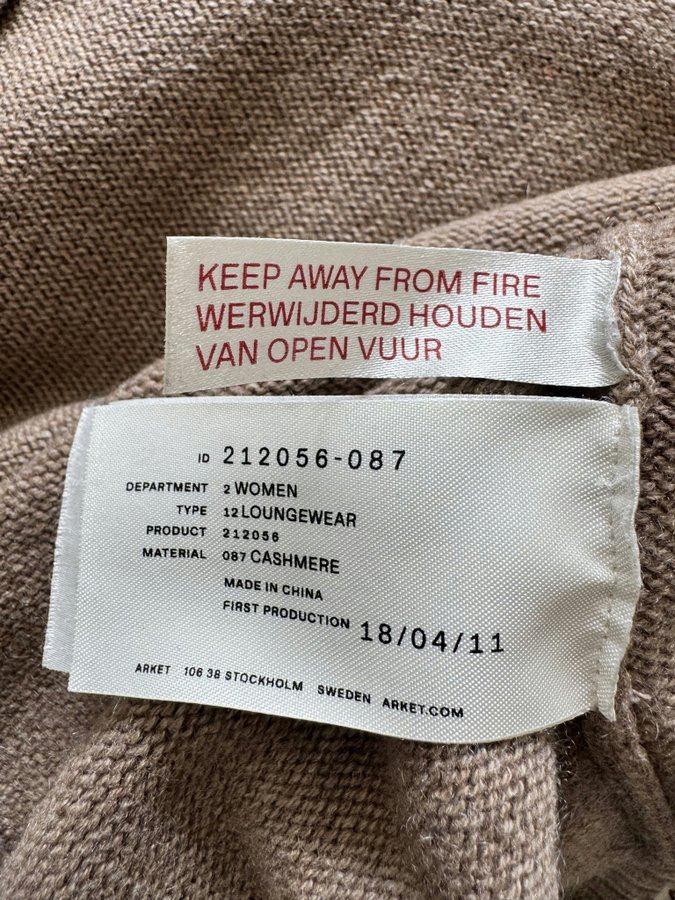 KEEP AWAY FROM FIRE
WERWIJDERD HOUDEN
VAN OPEN VUUR
ID 212056-087
DEPARTMENT 2 WOMEN
TYPE 12 LOUNGEWEAR
PRODUCT 212056
MATERIAL 087 CASHMERE
MADE IN CHINA
FIRST PRODUCTION 18/04/11
ARKET 106 38 STOCKHOLM SWEDEN ARKET.COM